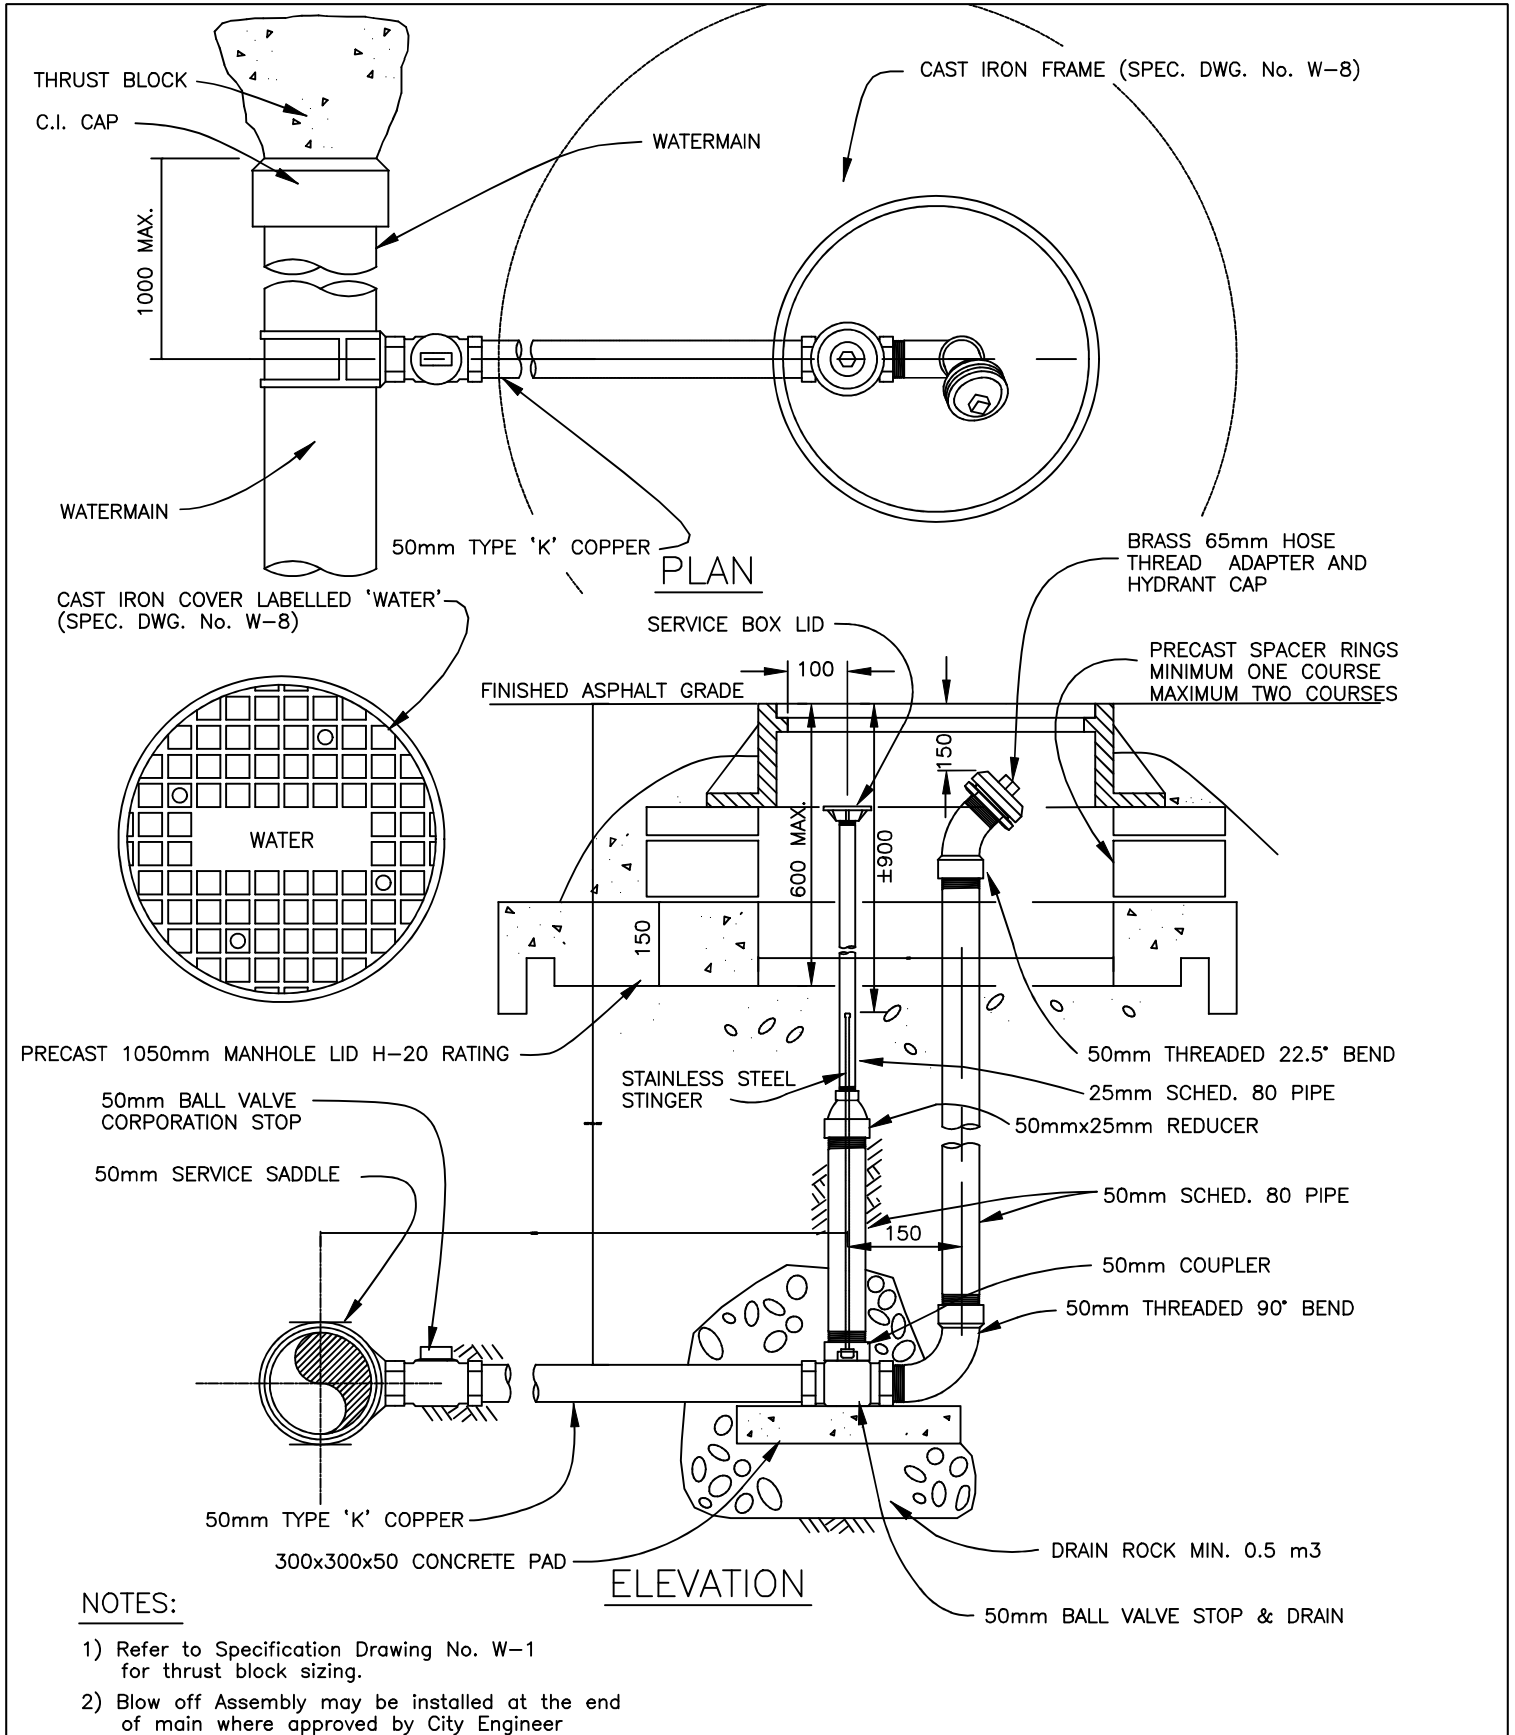 THRUST BLOCK
C.I. CAP
WATERMAIN
CAST IRON FRAME (SPEC. DWG. No. W-8)
1000 MAX.
WATERMAIN
50mm TYPE 'K' COPPER
PLAN
BRASS 65mm HOSE
THREAD ADAPTER AND
HYDRANT CAP
CAST IRON COVER LABELLED 'WATER'
(SPEC. DWG. No. W-8)
SERVICE BOX LID
PRECAST SPACER RINGS
MINIMUM ONE COURSE
MAXIMUM TWO COURSES
100
FINISHED ASPHALT GRADE
150
600 MAX.
±900
WATER
150
PRECAST 1050mm MANHOLE LID H-20 RATING
50mm THREADED 22.5° BEND
STAINLESS STEEL
STINGER
25mm SCHED. 80 PIPE
50mm BALL VALVE
CORPORATION STOP
50mmx25mm REDUCER
50mm SERVICE SADDLE
50mm SCHED. 80 PIPE
150
50mm COUPLER
50mm THREADED 90° BEND
50mm TYPE 'K' COPPER
300x300x50 CONCRETE PAD
DRAIN ROCK MIN. 0.5 m3
ELEVATION
50mm BALL VALVE STOP & DRAIN
NOTES:
1) Refer to Specification Drawing No. W-1
for thrust block sizing.
2) Blow off Assembly may be installed at the end
of main where approved by City Engineer